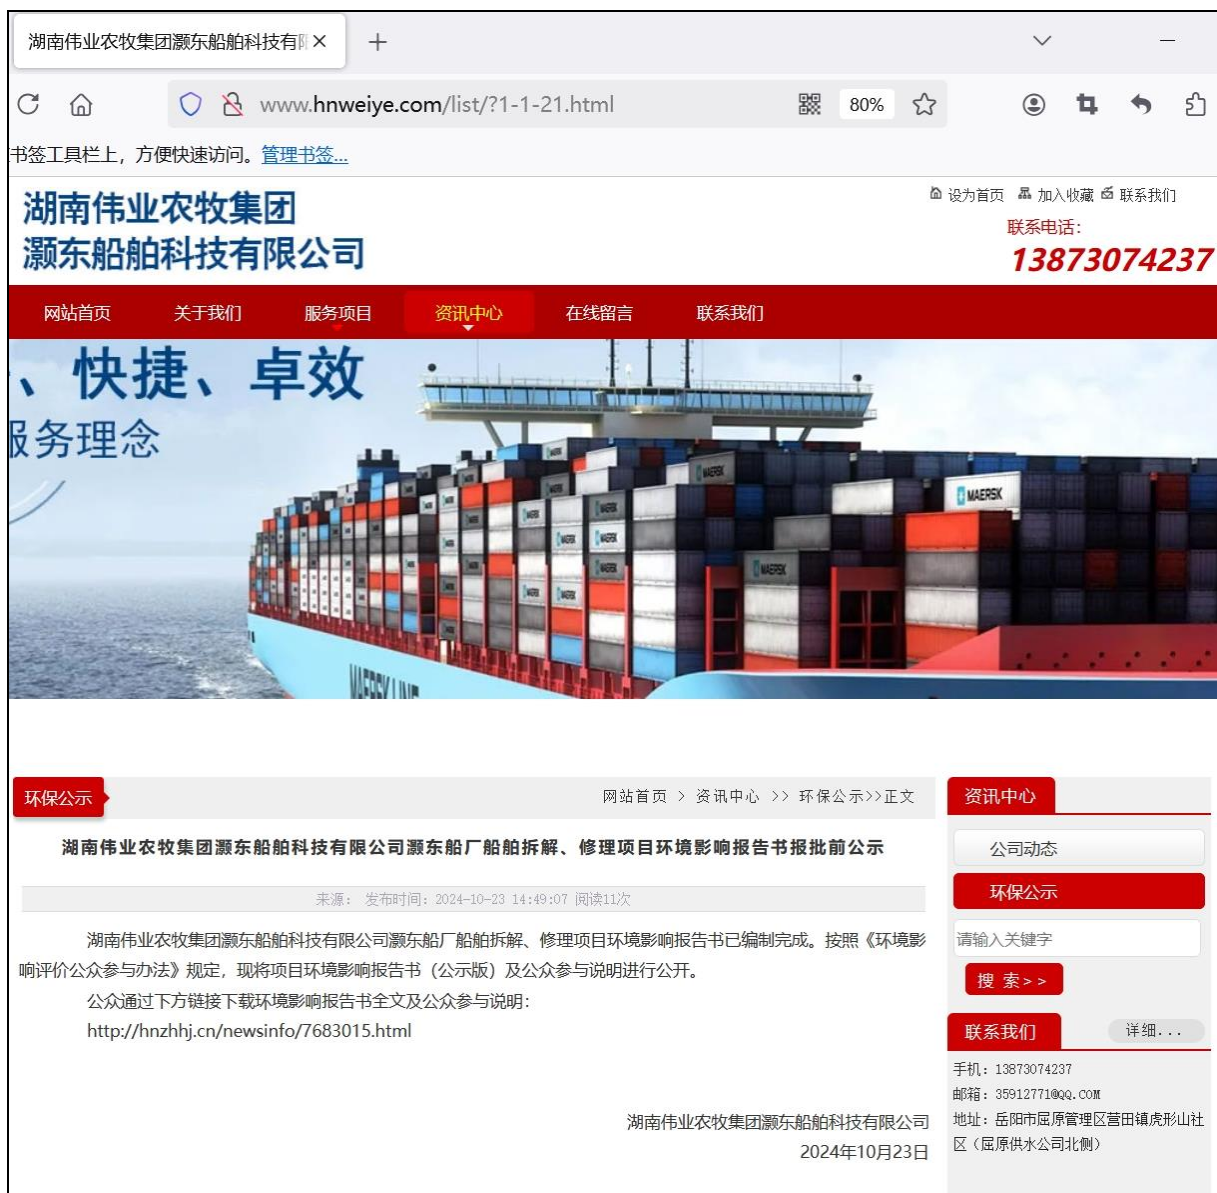 湖南伟业农牧集团灏东船舶科技有限
www.hnweiye.com/list/?1-1-21.html
80%
书签工具栏上，方便快速访问。管理书签...
湖南伟业农牧集团
灏东船舶科技有限公司
设为首页 加入收藏 联系我们
联系电话：
13873074237
网站首页 关于我们 服务项目 资讯中心 在线留言 联系我们
、快捷、卓效
服务理念
MAERSK
MAERSK
MAERSK
MAERSK LINE
环保公示
网站首页 > 资讯中心 >> 环保公示>>正文
湖南伟业农牧集团灏东船舶科技有限公司灏东船厂船舶拆解、修理项目环境影响报告书报批前公示
来源： 发布时间：2024-10-23 14:49:07 阅读11次
湖南伟业农牧集团灏东船舶科技有限公司灏东船厂船舶拆解、修理项目环境影响报告书已编制完成。按照《环境影
响评价公众参与办法》规定，现将项目环境影响报告书（公示版）及公众参与说明进行公开。
公众通过下方链接下载环境影响报告书全文及公众参与说明：
http://hnzhhj.cn/newsinfo/7683015.html
湖南伟业农牧集团灏东船舶科技有限公司
2024年10月23日
资讯中心
公司动态
环保公示
请输入关键字
搜 索>>
联系我们
详细...
手机：13873074237
邮箱：35912771@QQ.COM
地址：岳阳市屈原管理区营田镇虎形山社
区（屈原供水公司北侧）